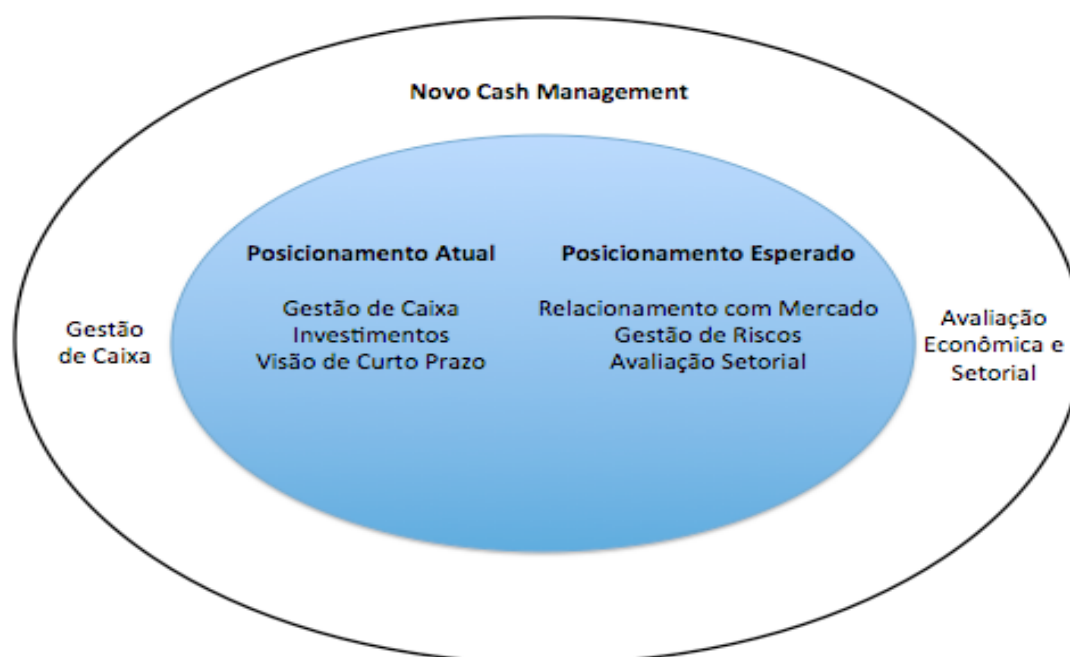 Novo Cash Management
Posicionamento Atual
Gestão de Caixa
Investimentos
Visão de Curto Prazo
Posicionamento Esperado
Relacionamento com Mercado
Gestão de Riscos
Avaliação Setorial
Gestão
de Caixa
Avaliação
Econômica e
Setorial